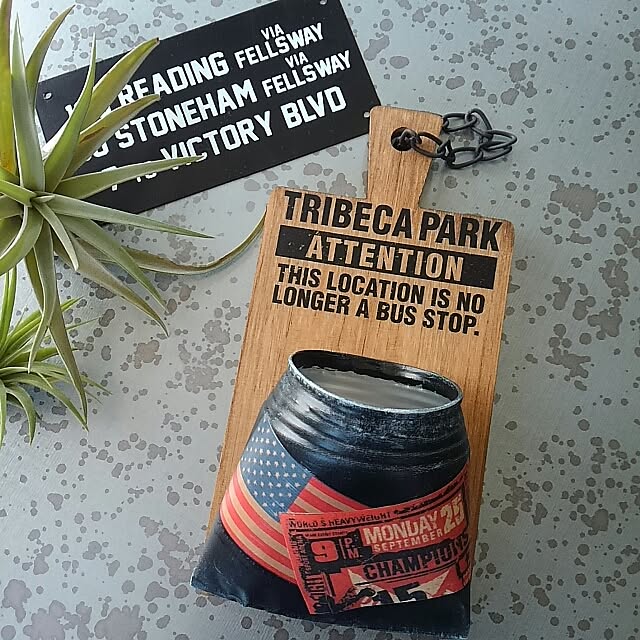 READING VIA FELLSWAY
STONEHAM VIA FELLSWAY
VICTORY BLVD
TRIBECA PARK
ATTENTION
THIS LOCATION IS NO
LONGER A BUS STOP.
WORLD'S HEAVYWEIGHT
9 P.M.
MONDAY 25
SEPTEMBER
CHAMPIONS
15